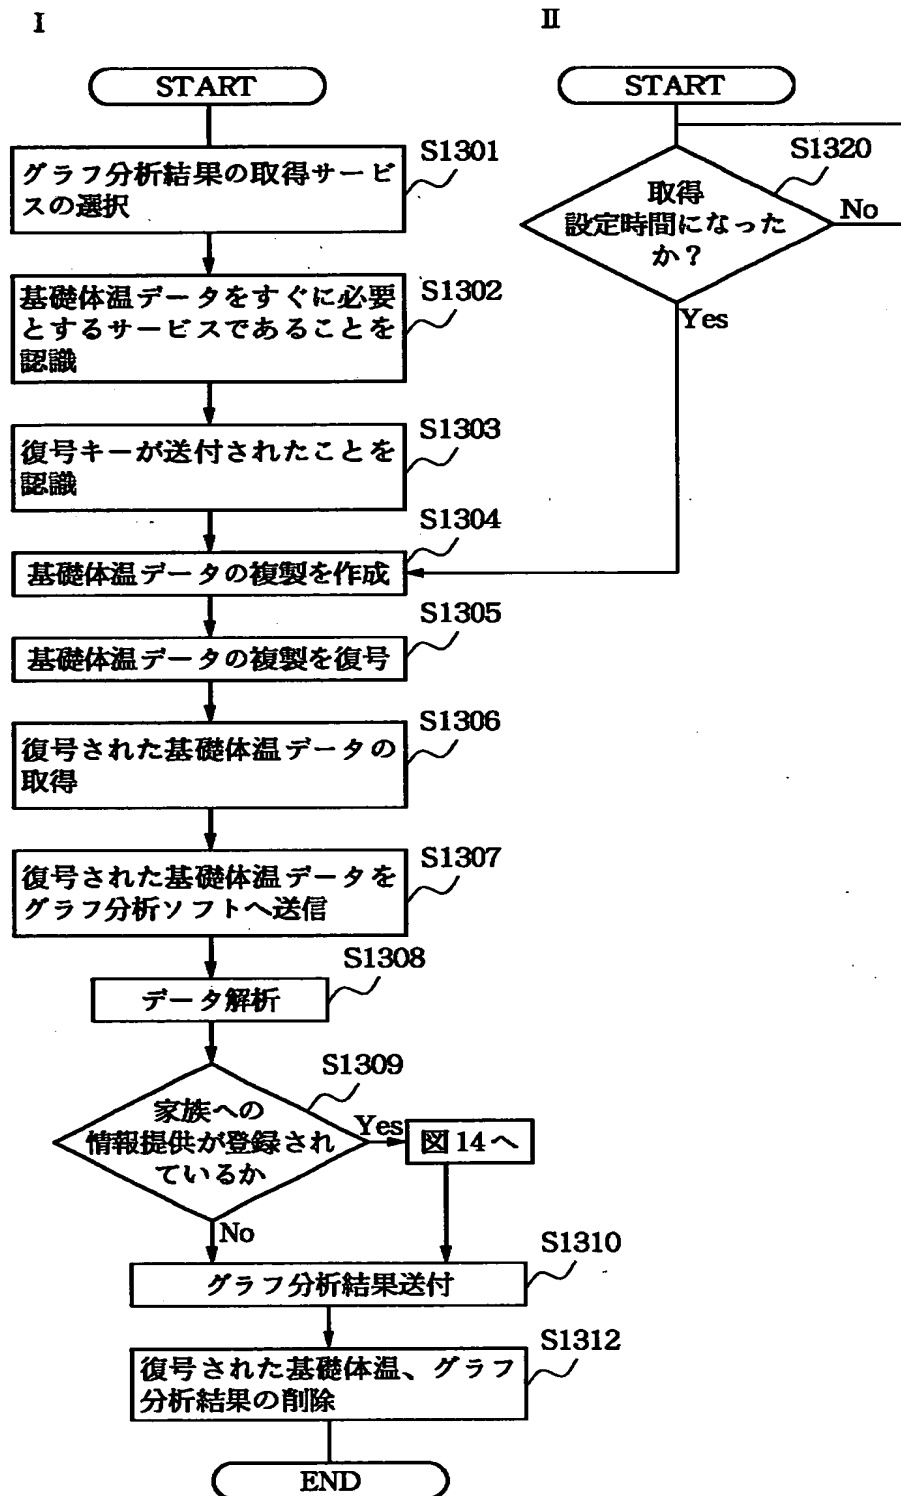 I
START
S1301
グラフ分析結果の取得サービ
スの選択
S1302
基礎体温データをすぐに必要
とするサービスであることを
認識
S1303
復号キーが送付されたことを
認識
S1304
基礎体温データの複製を作成
S1305
基礎体温データの複製を復号
S1306
復号された基礎体温データの
取得
S1307
復号された基礎体温データを
グラフ分析ソフトへ送信
S1308
データ解析
S1309
家族への
情報提供が登録され
ているか
Yes
図14へ
No
S1310
グラフ分析結果送付
S1312
復号された基礎体温、グラフ
分析結果の削除
END
II
START
S1320
取得
設定時間になった
か？
No
Yes